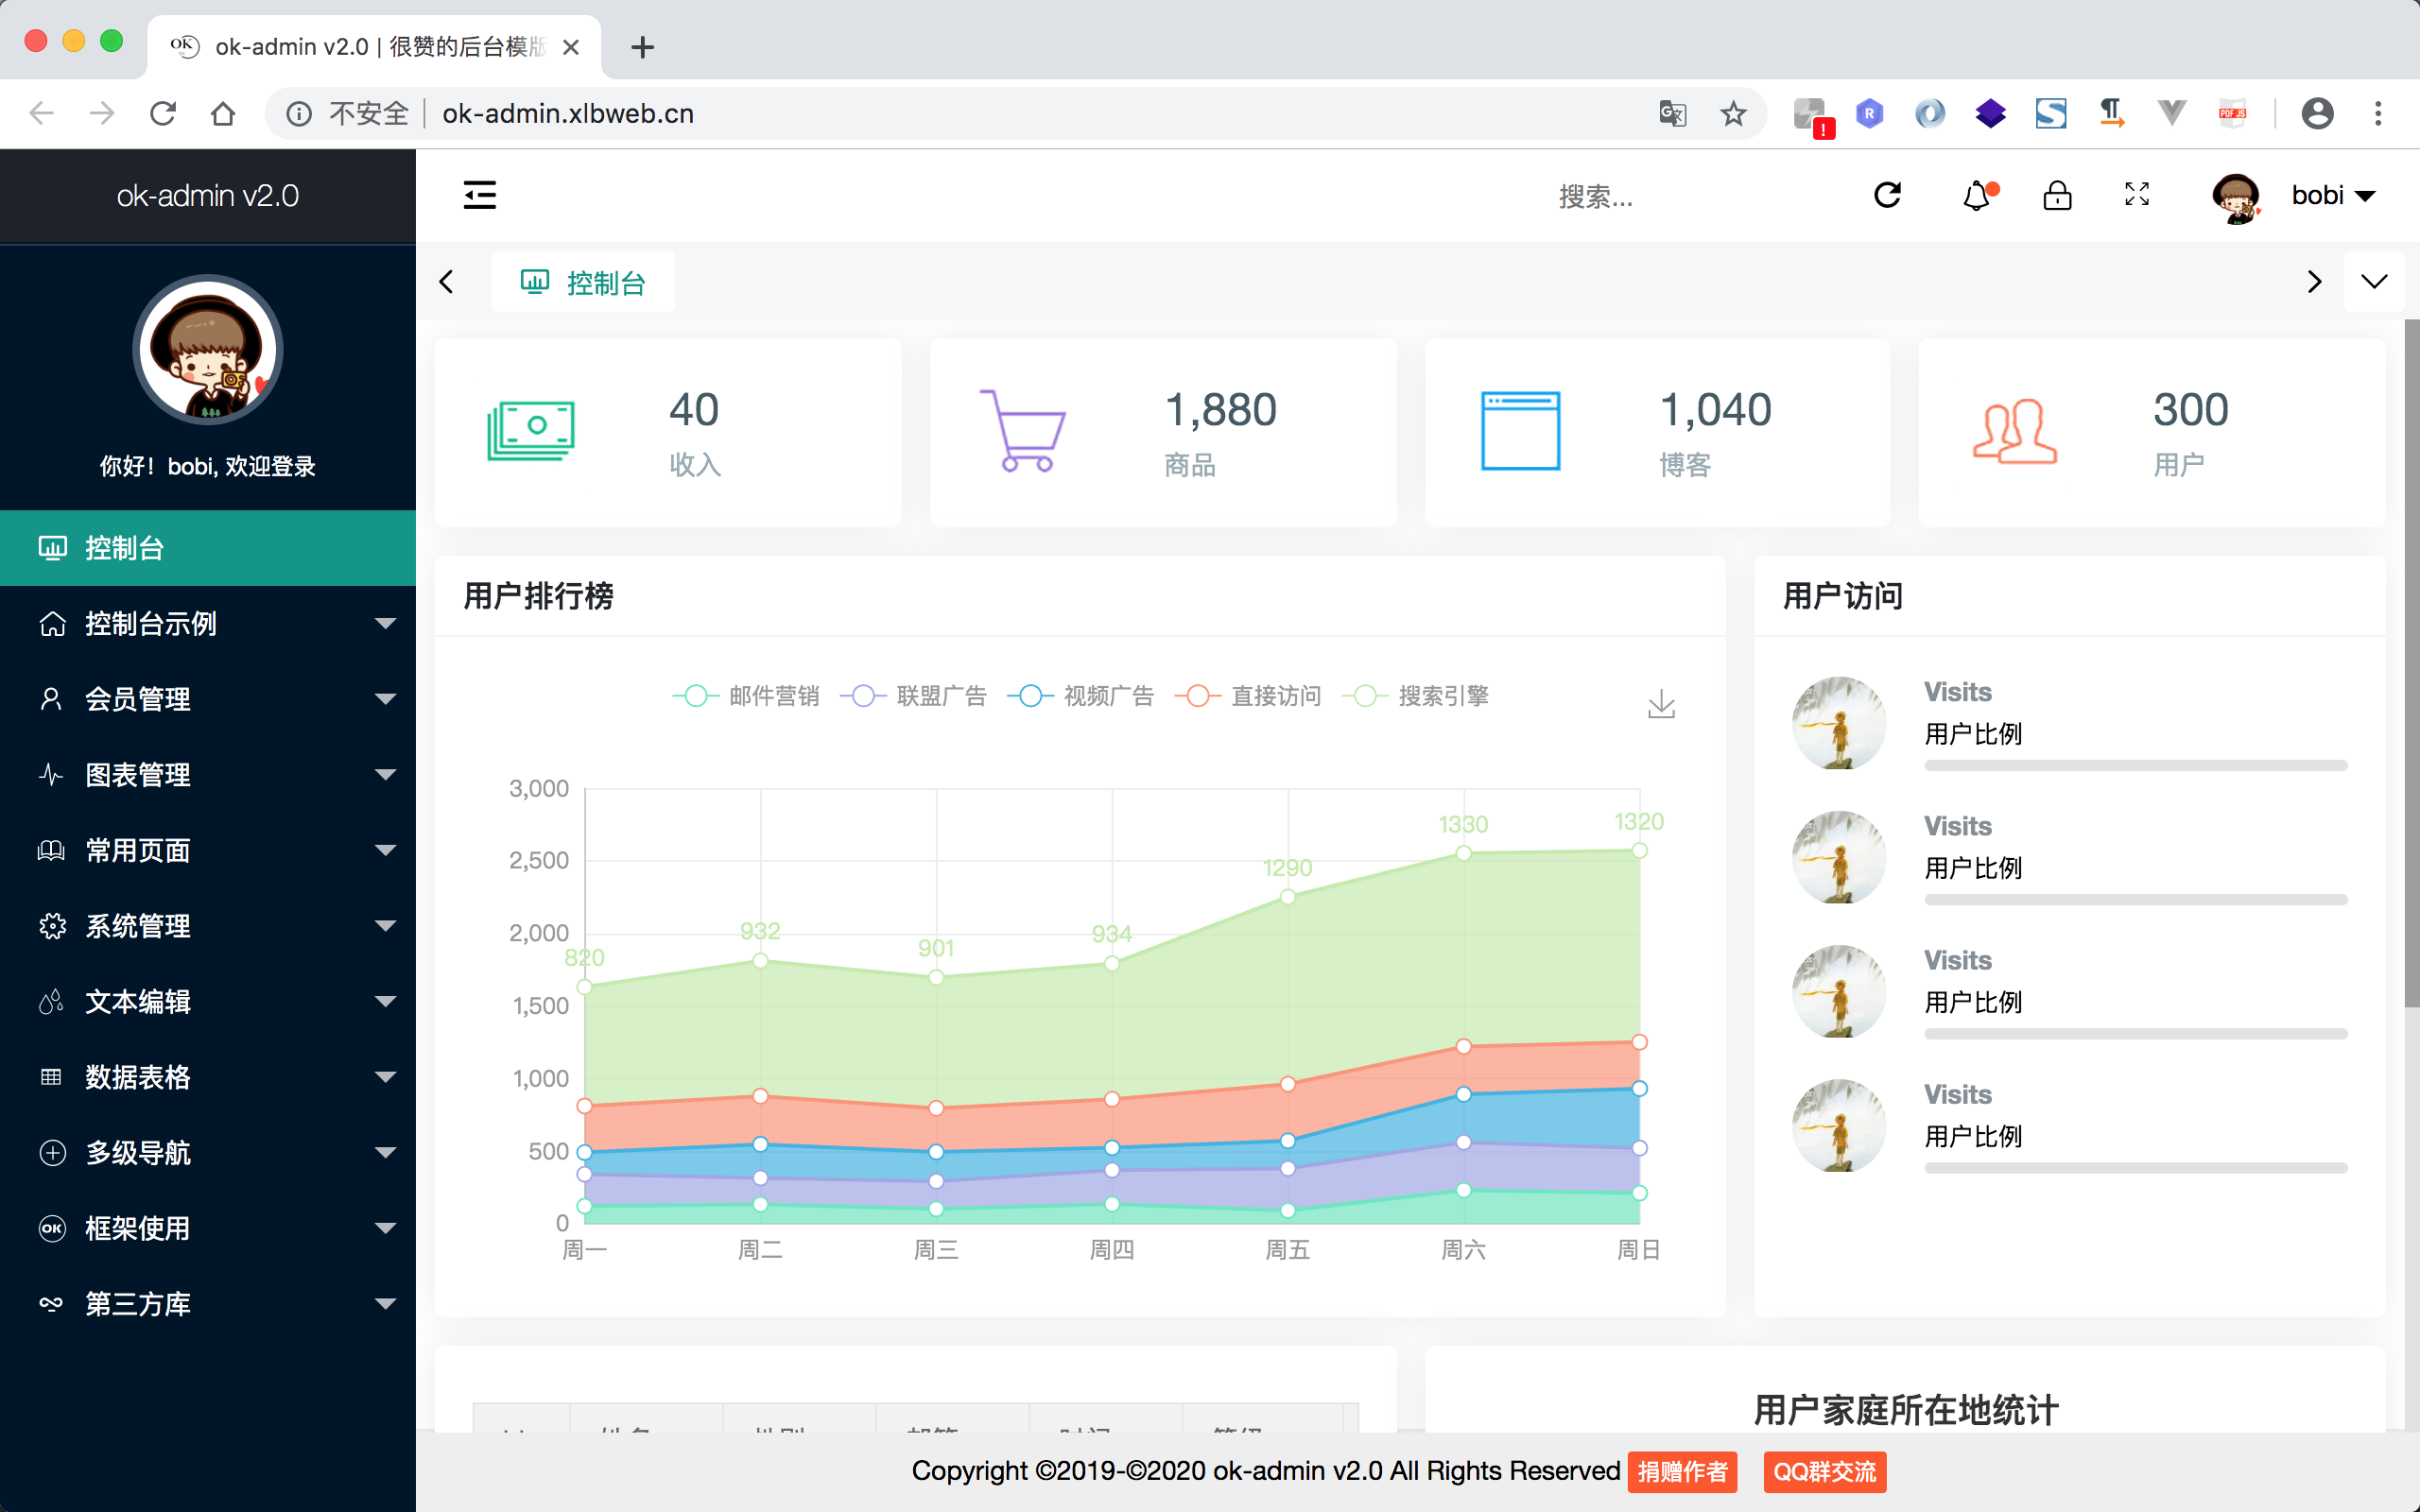 ok-admin v2.0 | 很赞的后台模版
不安全 | ok-admin.xlbweb.cn
ok-admin v2.0
搜索...
bobi
控制台
你好！bobi, 欢迎登录
控制台
控制台示例
会员管理
图表管理
常用页面
系统管理
文本编辑
数据表格
多级导航
框架使用
第三方库
40
收入
1,880
商品
1,040
博客
300
用户
用户排行榜
邮件营销 联盟广告 视频广告 直接访问 搜索引擎
3,000
2,500
2,000
1,500
1,000
500
0
820 932 901 934 1290 1330 1320
周一 周二 周三 周四 周五 周六 周日
用户访问
Visits
用户比例
Visits
用户比例
Visits
用户比例
Visits
用户比例
姓名 性别 邮箱 时间 等级
用户家庭所在地统计
Copyright ©2019-©2020 ok-admin v2.0 All Rights Reserved 捐赠作者 QQ群交流